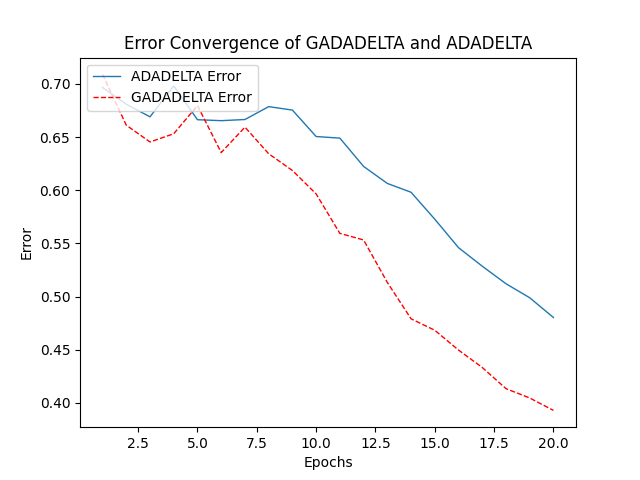 Error Convergence of GADADELTA and ADADELTA
ADADELTA Error
GADADELTA Error
0.70
0.65
0.60
0.55
0.50
0.45
0.40
Error
2.5 5.0 7.5 10.0 12.5 15.0 17.5 20.0
Epochs